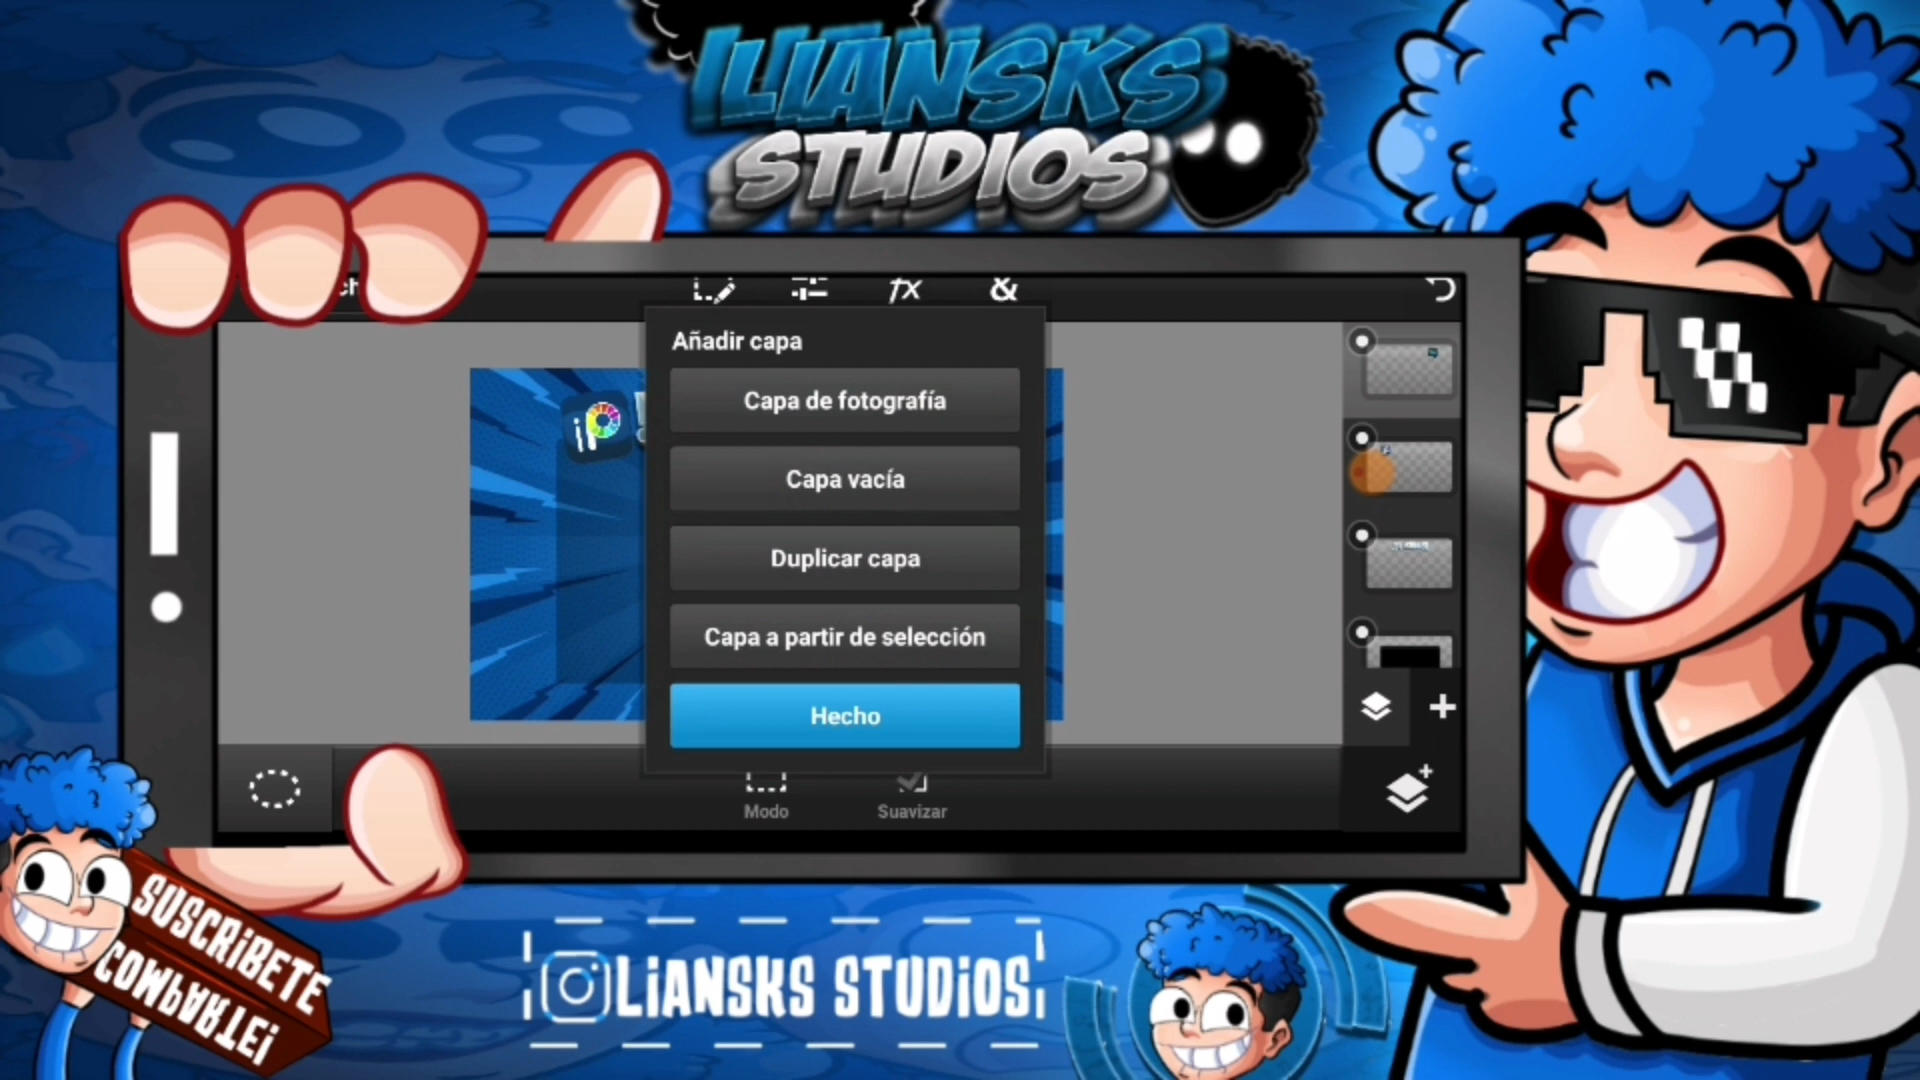 LIANSKS
STUDIOS
fx
&
Añadir capa
Capa de fotografía
Capa vacía
Duplicar capa
Capa a partir de selección
Hecho
iP
Modo
Suavizar
SUSCRiBETE
COMPARTE!
LiANSKS STUDiOS